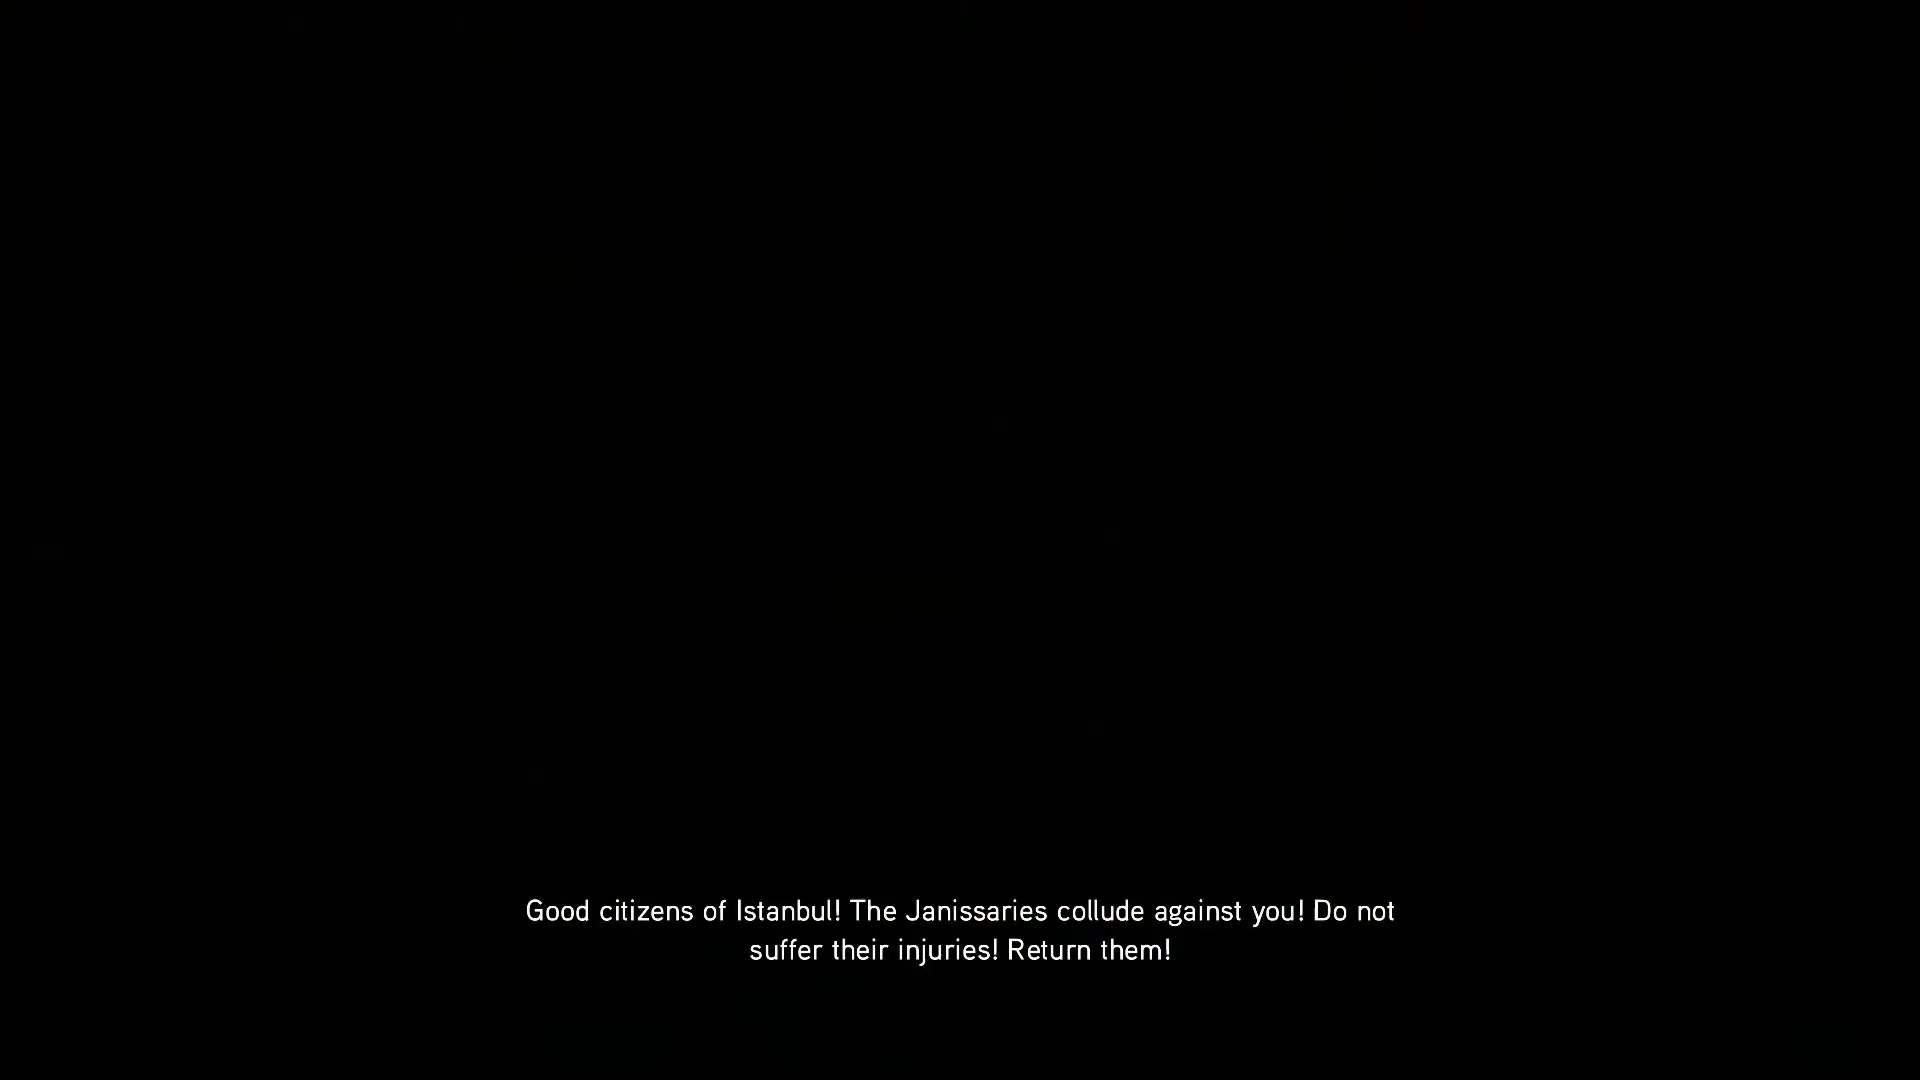 Good citizens of Istanbul! The Janissaries collude against you! Do not
suffer their injuries! Return them!